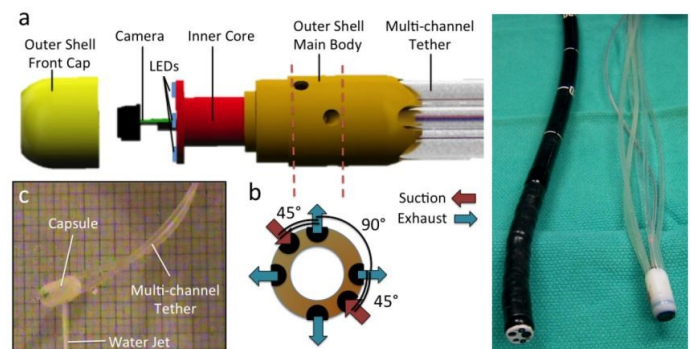 a
Outer Shell
Front Cap
Camera
LEDs
Inner Core
Outer Shell
Main Body
Multi-channel
Tether
c
Capsule
Multi-channel
Tether
Water Jet
b
45°
90°
45°
Suction
Exhaust